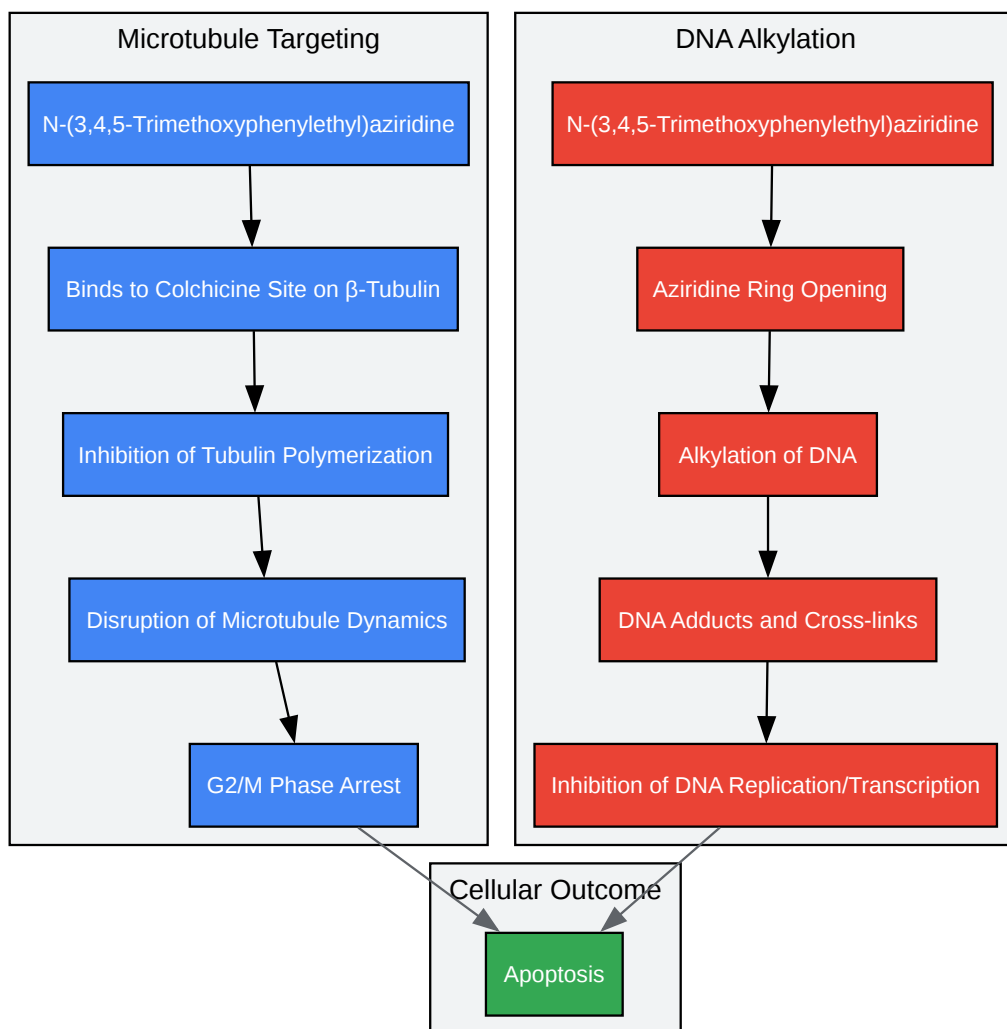 Microtubule Targeting
N-(3,4,5-Trimethoxyphenylethyl)aziridine
Binds to Colchicine Site on β-Tubulin
Inhibition of Tubulin Polymerization
Disruption of Microtubule Dynamics
G2/M Phase Arrest
DNA Alkylation
N-(3,4,5-Trimethoxyphenylethyl)aziridine
Aziridine Ring Opening
Alkylation of DNA
DNA Adducts and Cross-links
Inhibition of DNA Replication/Transcription
Cellular Outcome
Apoptosis